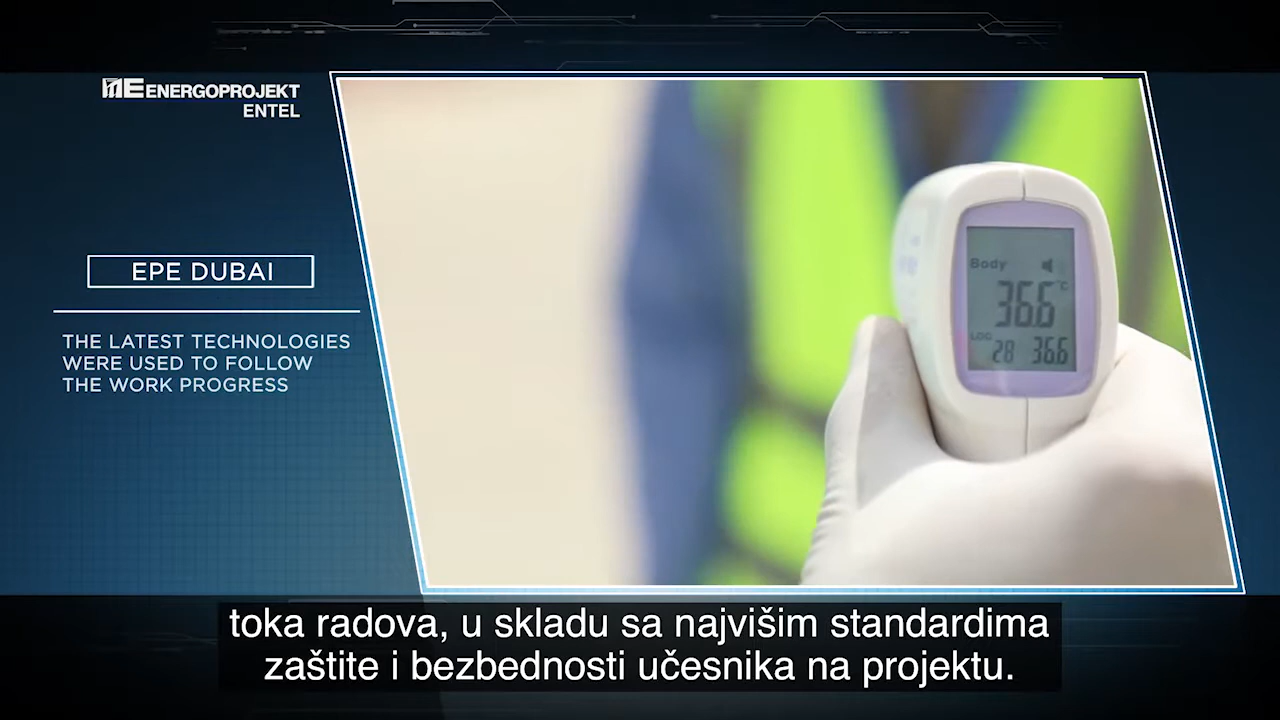 ENERGOPROJEKT
ENTEL
EPE DUBAI
THE LATEST TECHNOLOGIES
WERE USED TO FOLLOW
THE WORK PROGRESS
Body
36.6 °C
LOG
28 36.6
toka radova, u skladu sa najvišim standardima
zaštite i bezbednosti učesnika na projektu.